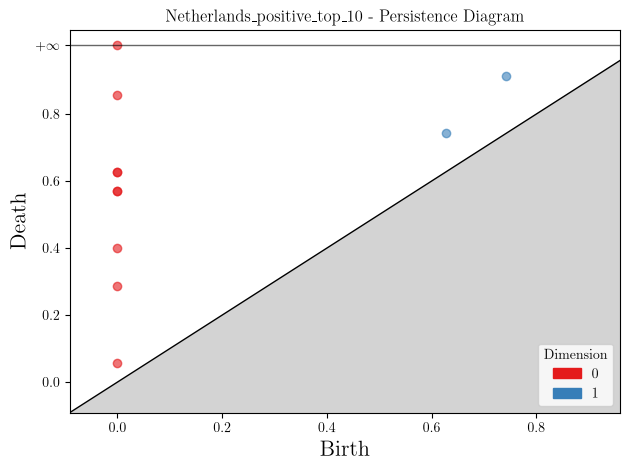 Netherlands_positive_top_10 - Persistence Diagram
Death
+∞
0.8
0.6
0.4
0.2
0.0
0.0 0.2 0.4 0.6 0.8
Birth
Dimension
0
1